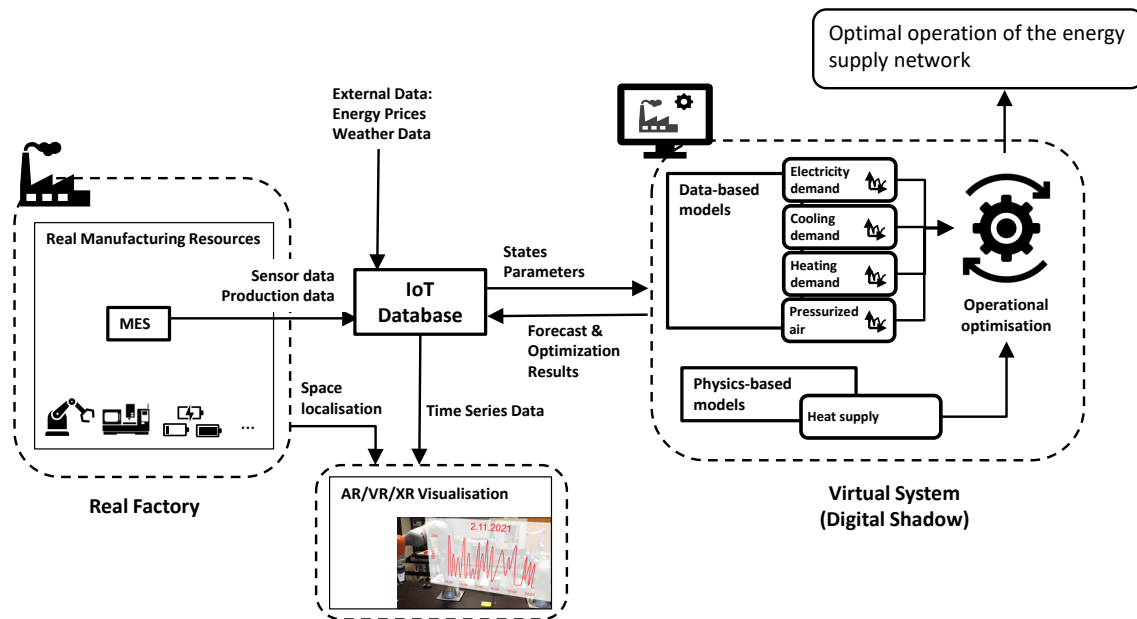 Optimal operation of the energy
supply network
External Data:
Energy Prices
Weather Data
Real Manufacturing Resources
Sensor data
Production data
MES
...
IoT
Database
States
Parameters
Forecast &
Optimization
Results
Data-based
models
Electricity
demand
Cooling
demand
Heating
demand
Pressurized
air
Operational
optimisation
Physics-based
models
Heat supply
Space
localisation
Time Series Data
Real Factory
Virtual System
(Digital Shadow)
AR/VR/XR Visualisation
2.11.2021